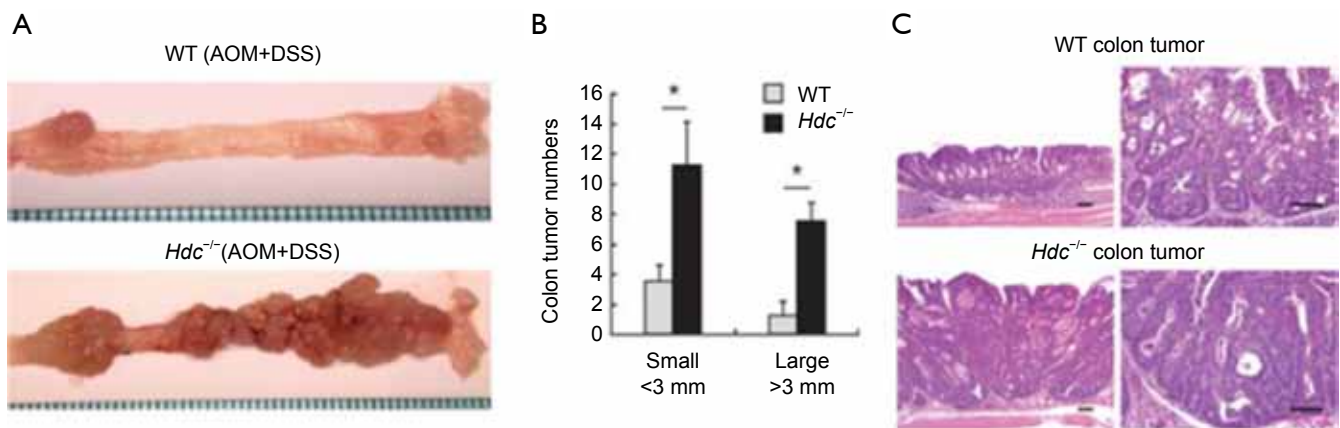 A
WT (AOM+DSS)
Hdc−/− (AOM+DSS)
B
Colon tumor numbers
16
14
12
10
8
6
4
2
0
*
*
WT
Hdc−/−
Small
<3 mm
Large
>3 mm
C
WT colon tumor
Hdc−/− colon tumor